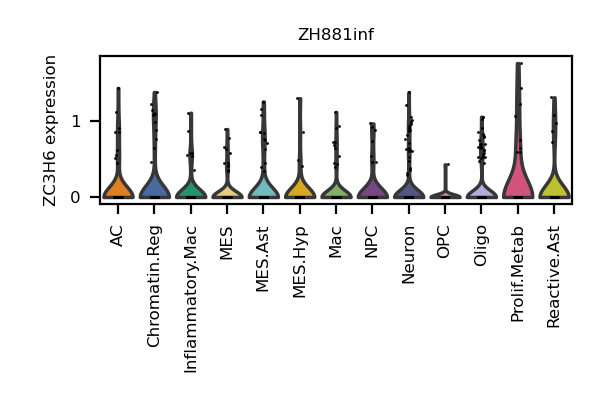 ZH881inf
ZC3H6 expression
1
0
AC
Chromatin.Reg
Inflammatory.Mac
MES
MES.Ast
MES.Hyp
Mac
NPC
Neuron
OPC
Oligo
Prolif.Metab
Reactive.Ast